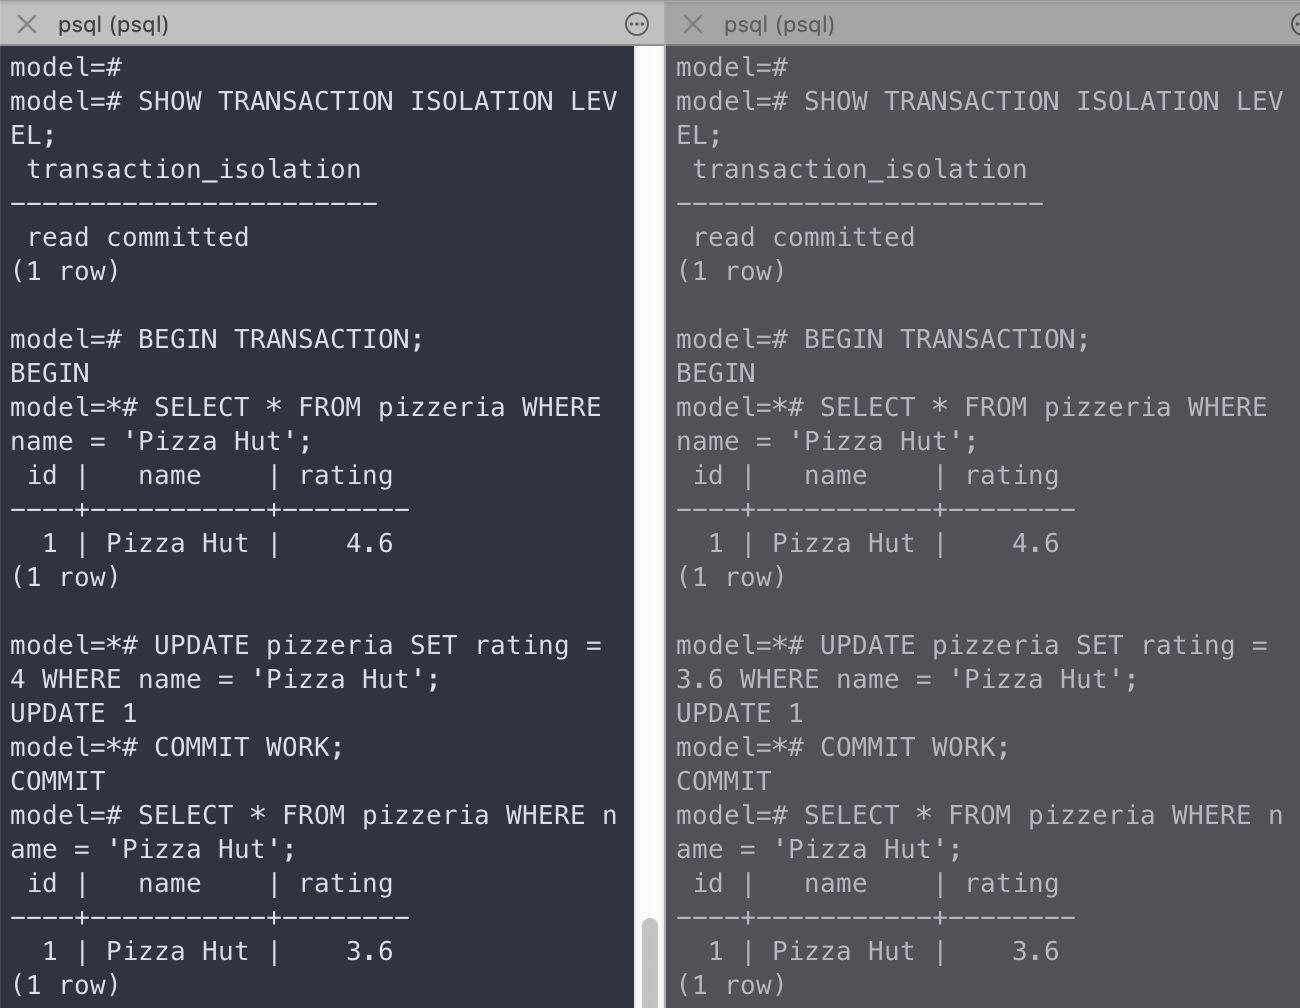 psql (psql)
model=#
model=# SHOW TRANSACTION ISOLATION LEV
EL;
 transaction_isolation
-----------------------
 read committed
(1 row)

model=# BEGIN TRANSACTION;
BEGIN
model=*# SELECT * FROM pizzeria WHERE
name = 'Pizza Hut';
 id |   name    | rating
----+-----------+--------
  1 | Pizza Hut |    4.6
(1 row)

model=*# UPDATE pizzeria SET rating =
4 WHERE name = 'Pizza Hut';
UPDATE 1
model=*# COMMIT WORK;
COMMIT
model=# SELECT * FROM pizzeria WHERE n
ame = 'Pizza Hut';
 id |   name    | rating
----+-----------+--------
  1 | Pizza Hut |    3.6
(1 row)
psql (psql)
model=#
model=# SHOW TRANSACTION ISOLATION LEV
EL;
 transaction_isolation
-----------------------
 read committed
(1 row)

model=# BEGIN TRANSACTION;
BEGIN
model=*# SELECT * FROM pizzeria WHERE
name = 'Pizza Hut';
 id |   name    | rating
----+-----------+--------
  1 | Pizza Hut |    4.6
(1 row)

model=*# UPDATE pizzeria SET rating =
3.6 WHERE name = 'Pizza Hut';
UPDATE 1
model=*# COMMIT WORK;
COMMIT
model=# SELECT * FROM pizzeria WHERE n
ame = 'Pizza Hut';
 id |   name    | rating
----+-----------+--------
  1 | Pizza Hut |    3.6
(1 row)